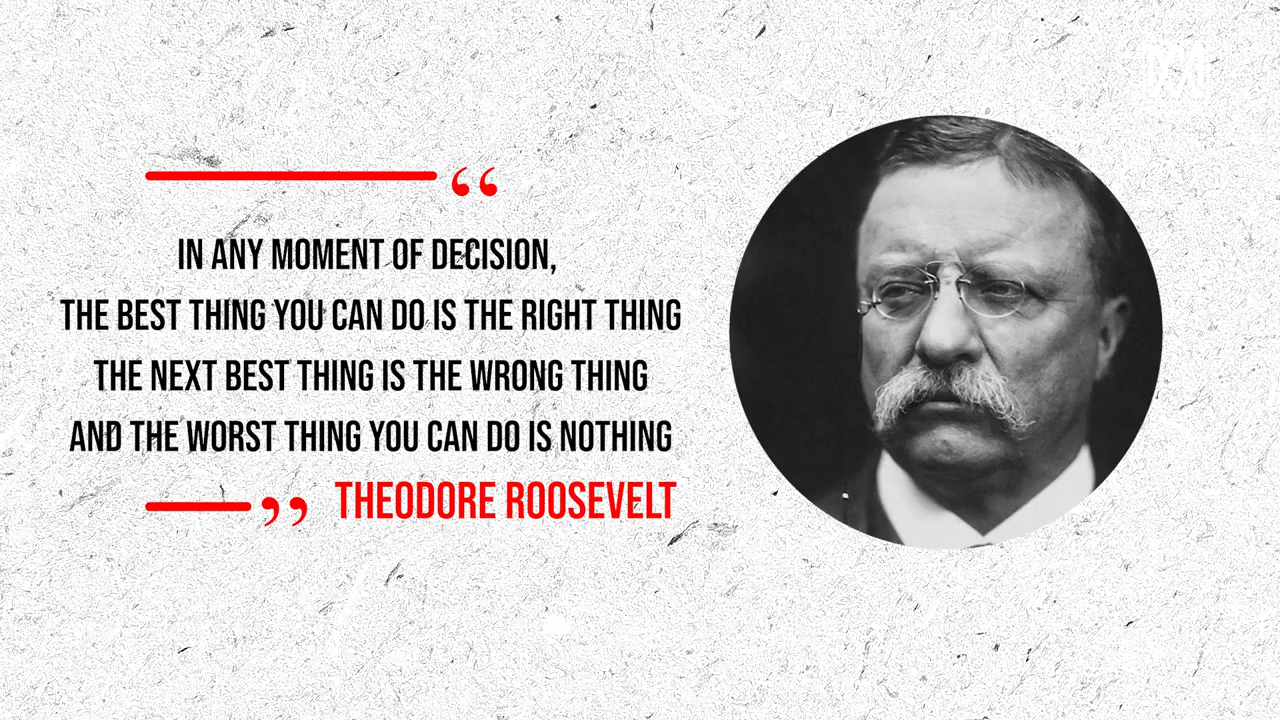 “
IN ANY MOMENT OF DECISION,
THE BEST THING YOU CAN DO IS THE RIGHT THING
THE NEXT BEST THING IS THE WRONG THING
AND THE WORST THING YOU CAN DO IS NOTHING
” THEODORE ROOSEVELT